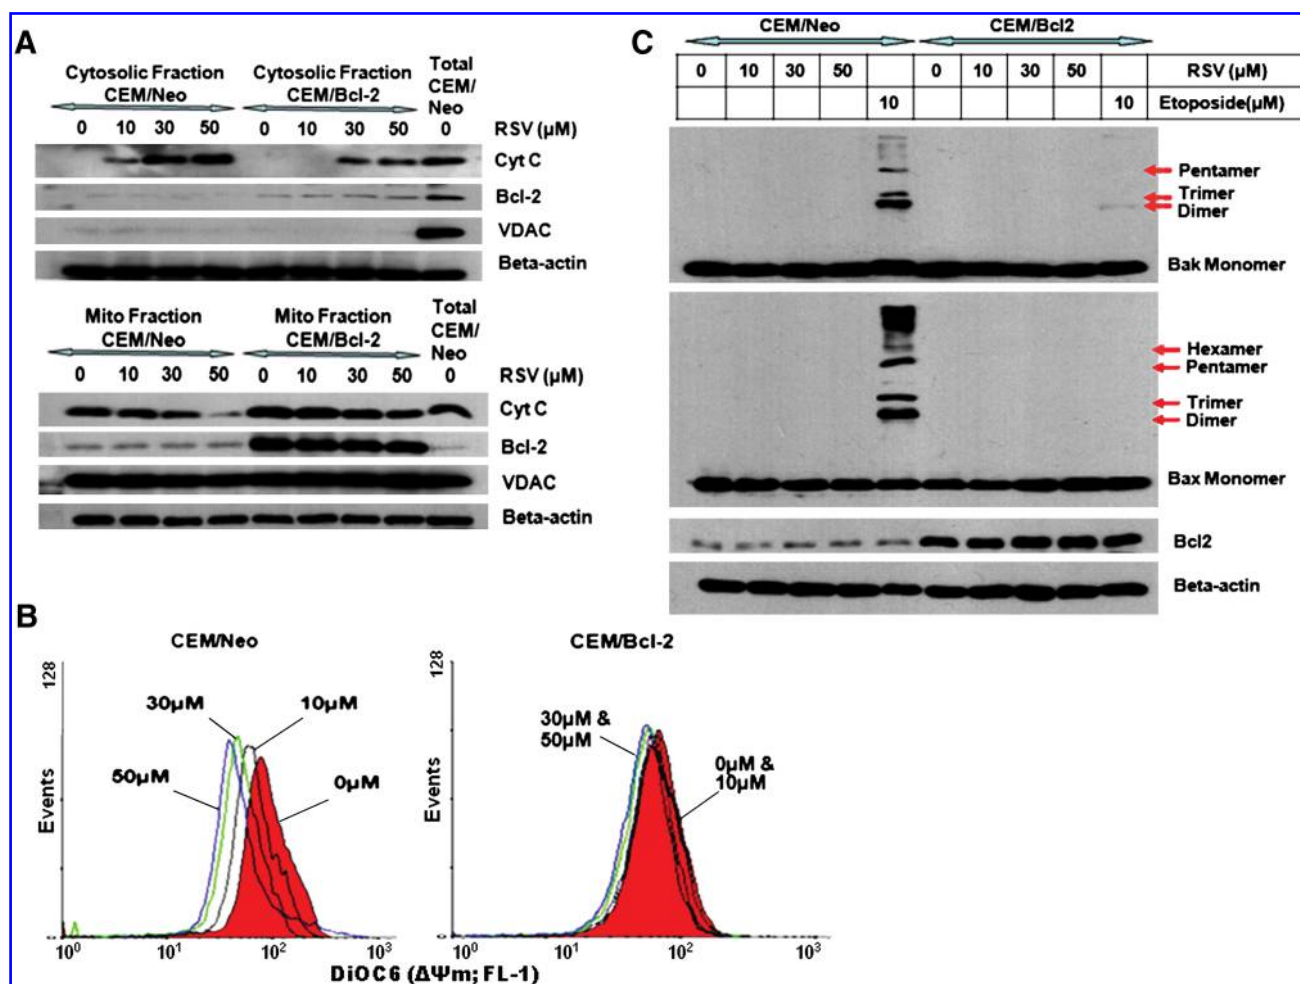 A
Cytosolic Fraction
CEM/Neo
Cytosolic Fraction
CEM/Bcl-2
Total
CEM/
Neo
0 10 30 50 0 30 50 0 RSV (µM)
Cyt C
Bcl-2
VDAC
Beta-actin
Mito Fraction
CEM/Neo
Mito Fraction
CEM/Bcl-2
Total
CEM/
Neo
0 10 30 50 0 10 30 50 0 RSV (µM)
Cyt C
Bcl-2
VDAC
Beta-actin
B
CEM/Neo
128
Events
0
30µM
10µM
50µM
0µM
10⁰ 10¹ 10² 10³
CEM/Bcl-2
128
Events
0
30µM &
50µM
0µM &
10µM
10⁰ 10¹ 10² 10³
DiOC6 (ΔΨm; FL-1)
C
CEM/Neo CEM/Bcl2
0 10 30 50 0 10 30 50 RSV (µM)
10 10 Etoposide(µM)
Pentamer
Trimer
Dimer
Bak Monomer
Hexamer
Pentamer
Trimer
Dimer
Bax Monomer
Bcl2
Beta-actin